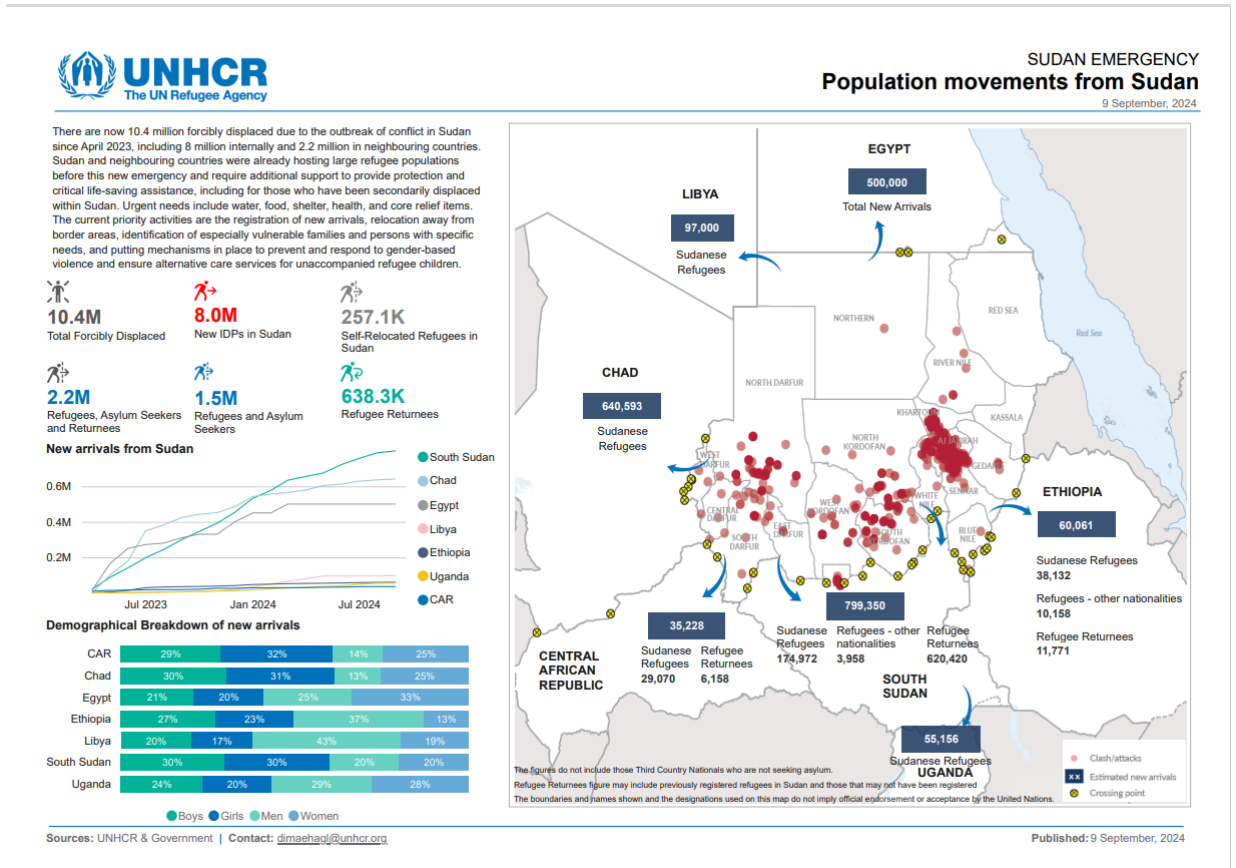 UNHCR
The UN Refugee Agency
SUDAN EMERGENCY
Population movements from Sudan
9 September, 2024
There are now 10.4 million forcibly displaced due to the outbreak of conflict in Sudan
since April 2023, including 8 million internally and 2.2 million in neighbouring countries.
Sudan and neighbouring countries were already hosting large refugee populations
before this new emergency and require additional support to provide protection and
critical life-saving assistance, including for those who have been secondarily displaced
within Sudan. Urgent needs include water, food, shelter, health, and core relief items.
The current priority activities are the registration of new arrivals, relocation away from
border areas, identification of especially vulnerable families and persons with specific
needs, and putting mechanisms in place to prevent and respond to gender-based
violence and ensure alternative care services for unaccompanied refugee children.
10.4M
Total Forcibly Displaced
8.0M
New IDPs in Sudan
257.1K
Self-Relocated Refugees in
Sudan
2.2M
Refugees, Asylum Seekers
and Returnees
1.5M
Refugees and Asylum
Seekers
638.3K
Refugee Returnees
New arrivals from Sudan
0.6M
0.4M
0.2M
Jul 2023
Jan 2024
Jul 2024
South Sudan
Chad
Egypt
Libya
Ethiopia
Uganda
CAR
Demographical Breakdown of new arrivals
CAR 29% 32% 14% 25%
Chad 30% 31% 13% 25%
Egypt 21% 20% 25% 33%
Ethiopia 27% 23% 37% 13%
Libya 20% 17% 43% 19%
South Sudan 30% 30% 20% 20%
Uganda 24% 20% 29% 28%
Boys Girls Men Women
EGYPT
500,000
Total New Arrivals
LIBYA
97,000
Sudanese
Refugees
NORTHERN
RED SEA
Red Sea
RIVER NILE
NORTH DARFUR
CHAD
640,593
Sudanese
Refugees
KHARTOUM
KASSALA
AJ JAZIRAH
GEDAREF
NORTH
KORDOFAN
WEST
DARFUR
SENNAR
WHITE
NILE
WEST
KORDOFAN
CENTRAL
DARFUR
EAST
DARFUR
SOUTH
DARFUR
SOUTH
KORDOFAN
BLUE
NILE
ETHIOPIA
60,061
Sudanese Refugees
38,132
Refugees - other nationalities
10,158
Refugee Returnees
11,771
35,228
Sudanese
Refugees
29,070
Refugee
Returnees
6,158
CENTRAL
AFRICAN
REPUBLIC
799,350
Sudanese
Refugees
174,972
Refugees - other
nationalities
3,958
Refugee
Returnees
620,420
SOUTH
SUDAN
55,156
Sudanese Refugees
UGANDA
Clash/attacks
xx Estimated new arrivals
Crossing point
The figures do not include those Third Country Nationals who are not seeking asylum.
Refugee Returnees figure may include previously registered refugees in Sudan and those that may not have been registered
The boundaries and names shown and the designations used on this map do not imply official endorsement or acceptance by the United Nations.
Sources: UNHCR & Government | Contact: dimaehagl@unhcr.org
Published: 9 September, 2024